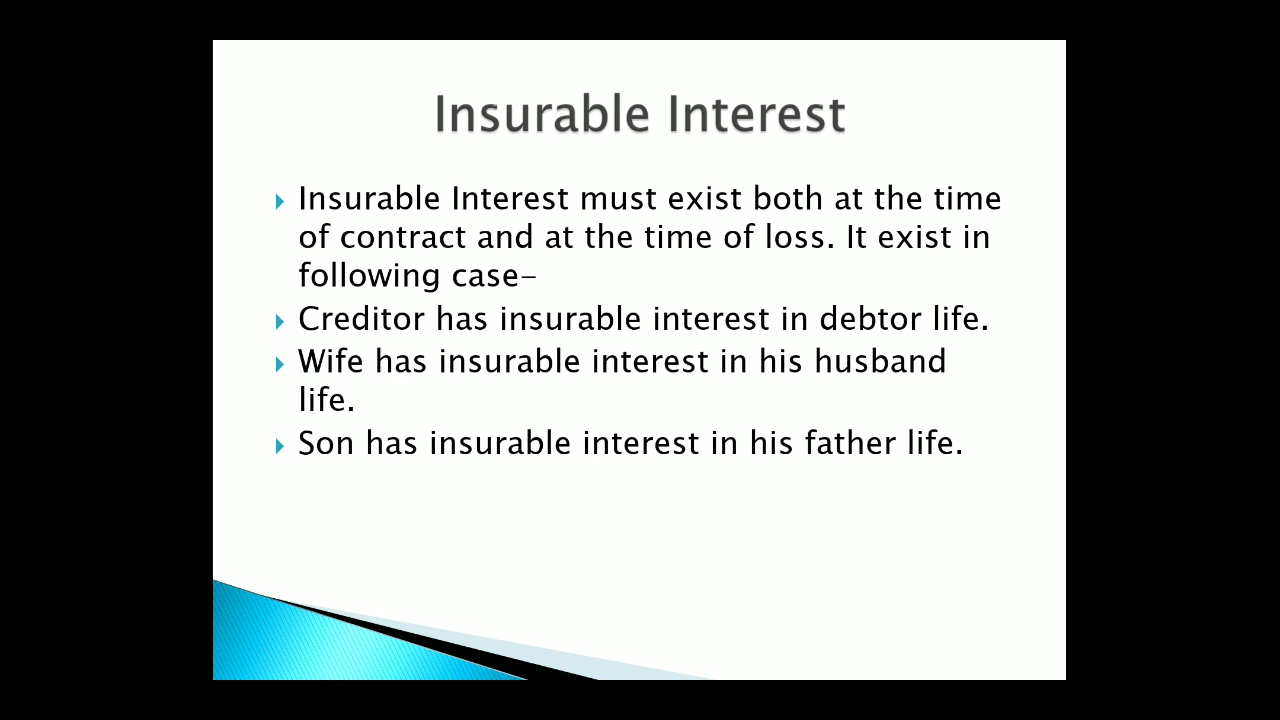 Insurable Interest
Insurable Interest must exist both at the time
of contract and at the time of loss. It exist in
following case-
Creditor has insurable interest in debtor life.
Wife has insurable interest in his husband
life.
Son has insurable interest in his father life.